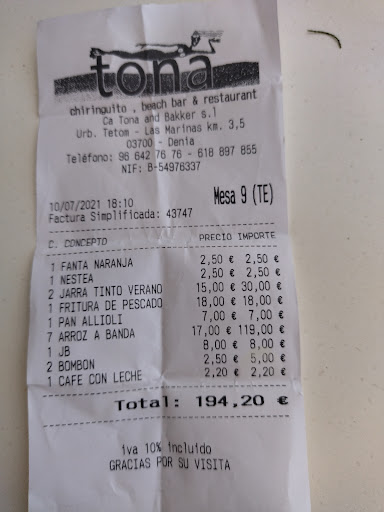 tona
chiringuito , beach bar & restaurant
Ca Tona and Bakker s.l
Urb. Tetom - Las Marinas km. 3,5
03700 - Denia
Teléfono: 96 642 76 76 - 618 897 855
NIF: B-54976337
Mesa 9 (TE)
10/07/2021 18:10
Factura Simplificada: 43747
C. CONCEPTO PRECIO IMPORTE
1 FANTA NARANJA 2,50 € 2,50 €
1 NESTEA 2,50 € 2,50 €
2 JARRA TINTO VERANO 15,00 € 30,00 €
1 FRITURA DE PESCADO 18,00 € 18,00 €
1 PAN ALLIOLI 7,00 € 7,00 €
7 ARROZ A BANDA 17,00 € 119,00 €
1 JB 8,00 € 8,00 €
2 BOMBON 2,50 € 5,00 €
1 CAFE CON LECHE 2,20 € 2,20 €
Total: 194,20 €
iva 10% incluido
GRACIAS POR SU VISITA